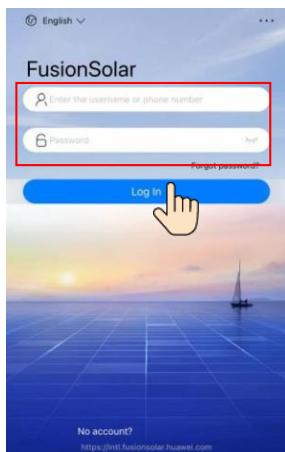 English
FusionSolar
Enter the username or phone number
Password
Forgot password?
Log In
No account?
https://intl.fusionsolar.huawei.com